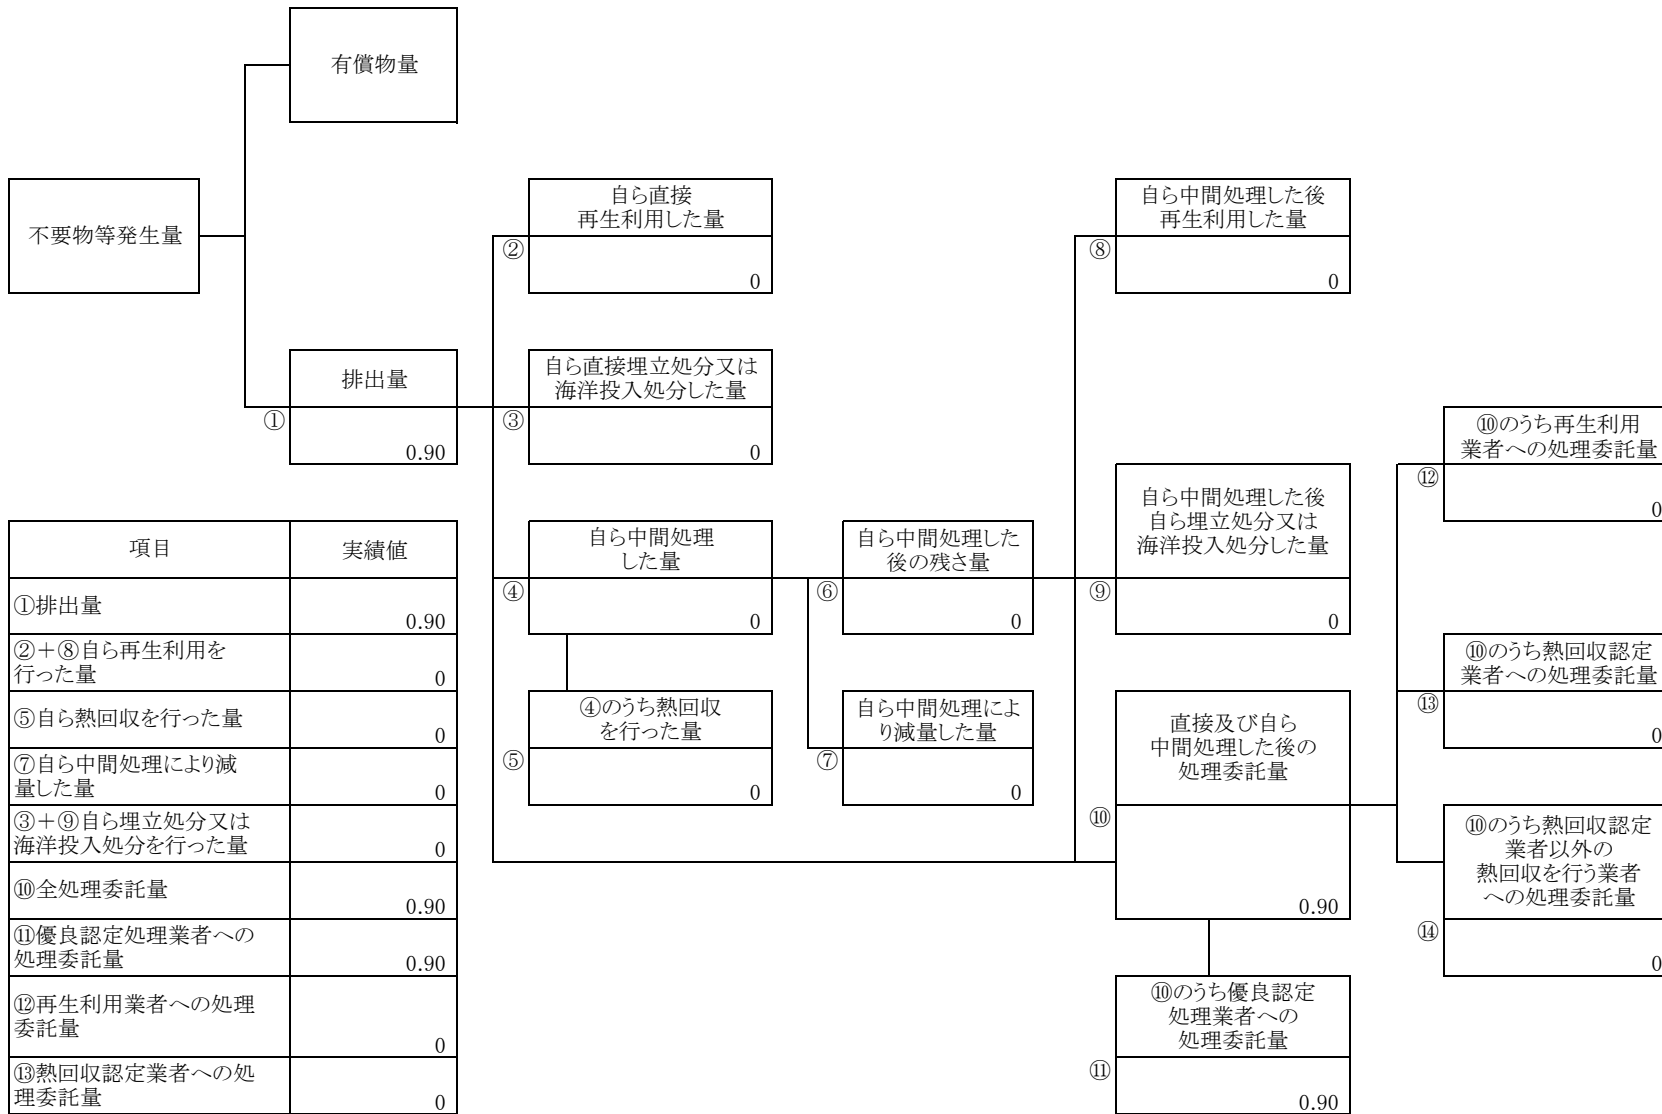 有償物量
不要物等発生量
自ら直接
再生利用した量
②
0
自ら中間処理した後
再生利用した量
⑧
0
排出量
①
0.90
自ら直接埋立処分又は
海洋投入処分した量
③
0
⑩のうち再生利用
業者への処理委託量
⑫
0
自ら中間処理
した量
④
0
自ら中間処理した
後の残さ量
⑥
0
自ら中間処理した後
自ら埋立処分又は
海洋投入処分した量
⑨
0
⑩のうち熱回収認定
業者への処理委託量
⑬
0
④のうち熱回収
を行った量
⑤
0
自ら中間処理によ
り減量した量
⑦
0
直接及び自ら
中間処理した後の
処理委託量
⑩
0.90
⑩のうち熱回収認定
業者以外の
熱回収を行う業者
への処理委託量
⑭
0
⑩のうち優良認定
処理業者への
処理委託量
⑪
0.90
項目 実績値
①排出量 0.90
②+⑧自ら再生利用を
行った量 0
⑤自ら熱回収を行った量 0
⑦自ら中間処理により減
量した量 0
③+⑨自ら埋立処分又は
海洋投入処分を行った量 0
⑩全処理委託量 0.90
⑪優良認定処理業者への
処理委託量 0.90
⑫再生利用業者への処理
委託量 0
⑬熱回収認定業者への処
理委託量 0